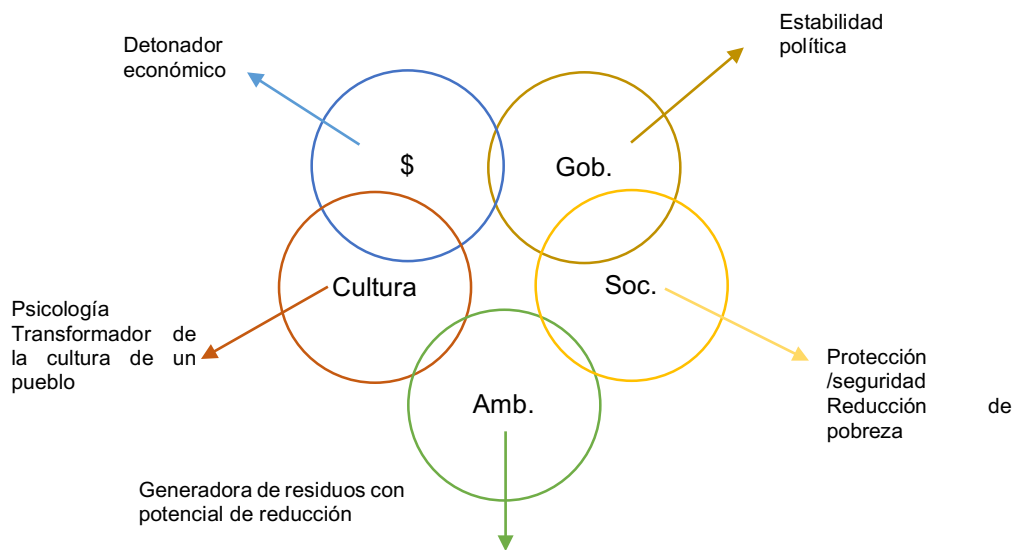 Detonador
económico
Estabilidad
política
$
Gob.
Cultura
Soc.
Psicología
Transformador de
la cultura de un
pueblo
Protección
/seguridad
Reducción de
pobreza
Amb.
Generadora de residuos con
potencial de reducción